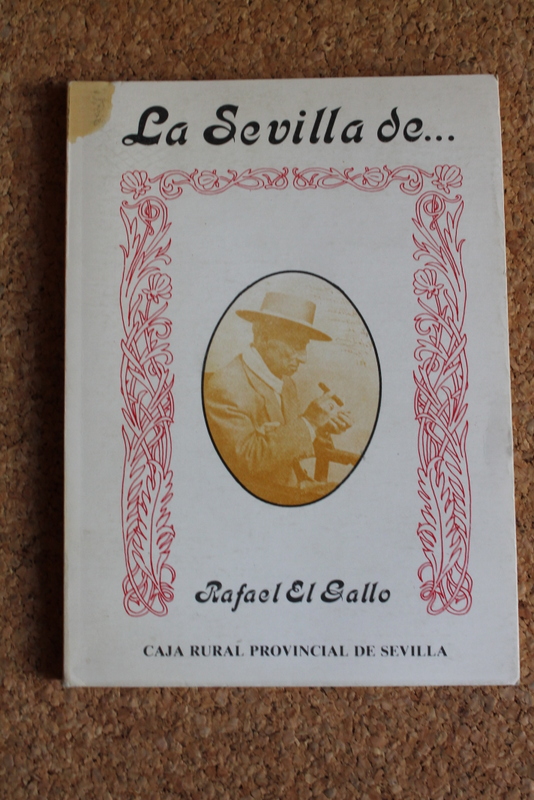 La Sevilla de...
Rafael El Gallo
CAJA RURAL PROVINCIAL DE SEVILLA